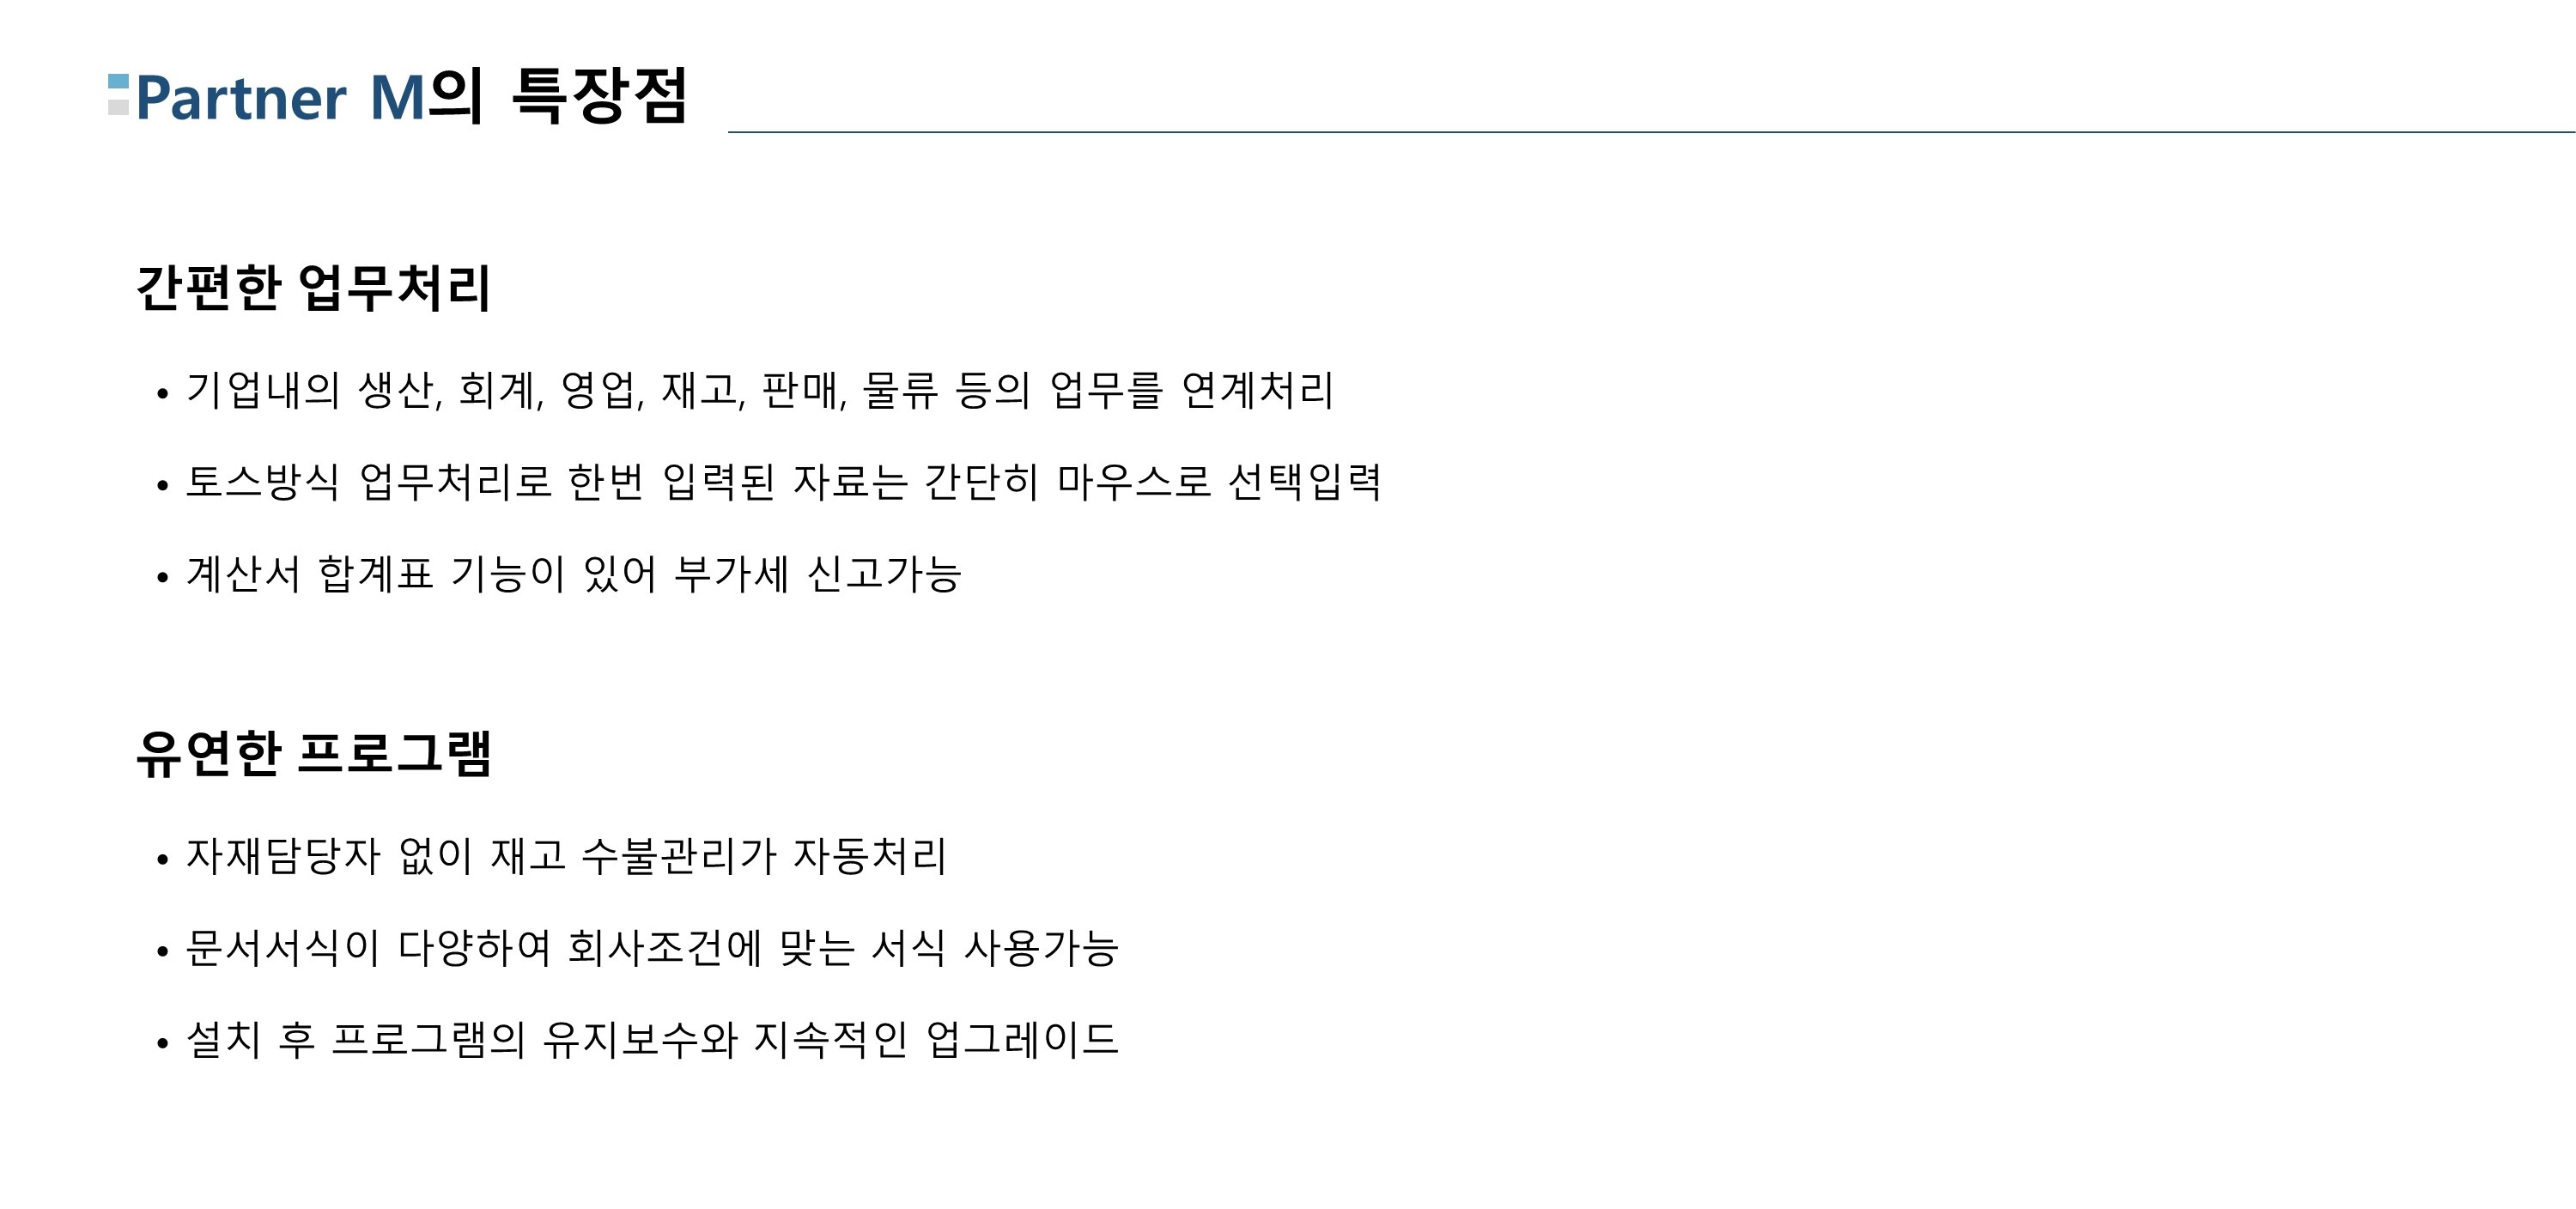 Partner M의 특장점
간편한 업무처리
• 기업내의 생산, 회계, 영업, 재고, 판매, 물류 등의 업무를 연계처리
• 토스방식 업무처리로 한번 입력된 자료는 간단히 마우스로 선택입력
• 계산서 합계표 기능이 있어 부가세 신고가능
유연한 프로그램
• 자재담당자 없이 재고 수불관리가 자동처리
• 문서서식이 다양하여 회사조건에 맞는 서식 사용가능
• 설치 후 프로그램의 유지보수와 지속적인 업그레이드